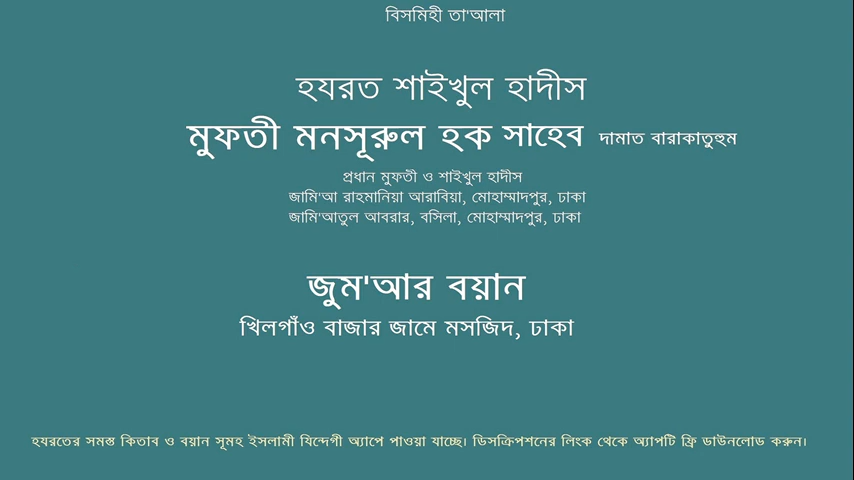 বিসমিহী তা'আলা
হযরত শাইখুল হাদীস
মুফতী মনসূরুল হক সাহেব দামাত বারাকাতুহুম
প্রধান মুফতী ও শাইখুল হাদীস
জামি'আ রাহমানিয়া আরাবিয়া, মোহাম্মাদপুর, ঢাকা
জামি'আতুল আবরার, বসিলা, মোহাম্মাদপুর, ঢাকা
জুম'আর বয়ান
খিলগাঁও বাজার জামে মসজিদ, ঢাকা
হযরতের সমস্ত কিতাব ও বয়ান সূমহ ইসলামী যিন্দেগী অ্যাপে পাওয়া যাচ্ছে। ডিসক্রিপশনের লিংক থেকে অ্যাপটি ফ্রি ডাউনলোড করুন।